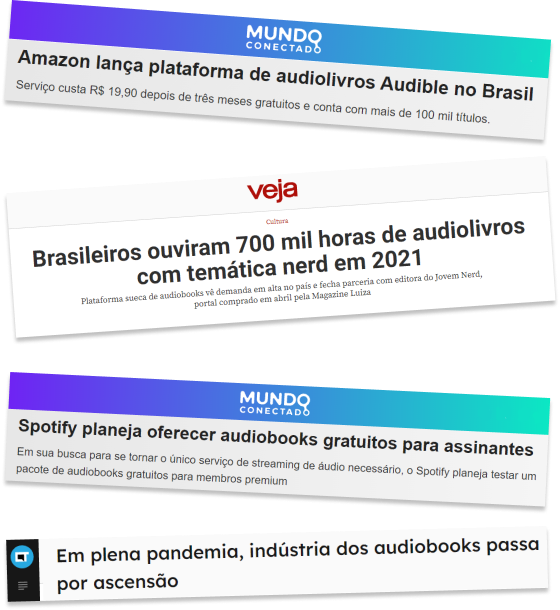 MUNDO
CONECTADO
Amazon lança plataforma de audiolivros Audible no Brasil
Serviço custa R$ 19,90 depois de três meses gratuitos e conta com mais de 100 mil títulos.
veja
Cultura
Brasileiros ouviram 700 mil horas de audiolivros
com temática nerd em 2021
Plataforma sueca de audiobooks vê demanda em alta no país e fecha parceria com editora do Jovem Nerd,
portal comprado em abril pela Magazine Luiza
MUNDO
CONECTADO
Spotify planeja oferecer audiobooks gratuitos para assinantes
Em sua busca para se tornar o único serviço de streaming de áudio necessário, o Spotify planeja testar um
pacote de audiobooks gratuitos para membros premium
Em plena pandemia, indústria dos audiobooks passa
por ascensão